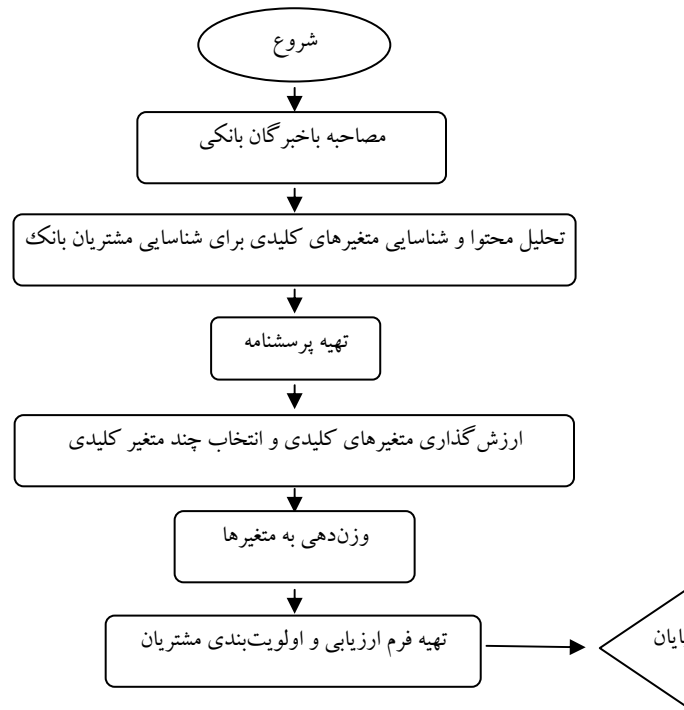 شروع
مصاحبه باخبرگان بانکی
تحلیل محتوا و شناسایی متغیرهای کلیدی برای شناسایی مشتریان بانک
تهیه پرسشنامه
ارزش‌گذاری متغیرهای کلیدی و انتخاب چند متغیر کلیدی
وزن‌دهی به متغیرها
تهیه فرم ارزیابی و اولویت‌بندی مشتریان
پایان